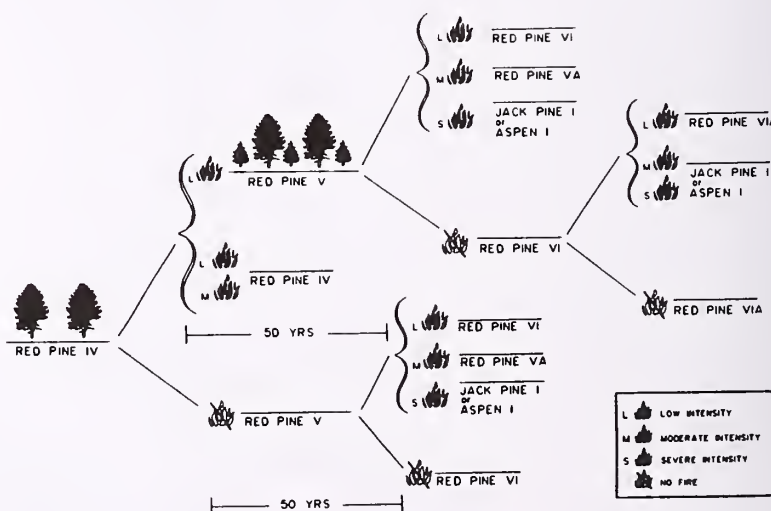 L RED PINE VI
M RED PINE VA
S JACK PINE I
or
ASPEN I
L RED PINE V
L RED PINE VIA
M JACK PINE I
or
S ASPEN I
RED PINE VI
RED PINE VIA
L
M RED PINE IV
50 YRS
RED PINE IV
L RED PINE VI
M RED PINE VA
S JACK PINE I
or
ASPEN I
RED PINE V
RED PINE VI
50 YRS
L LOW INTENSITY
M MODERATE INTENSITY
S SEVERE INTENSITY
NO FIRE